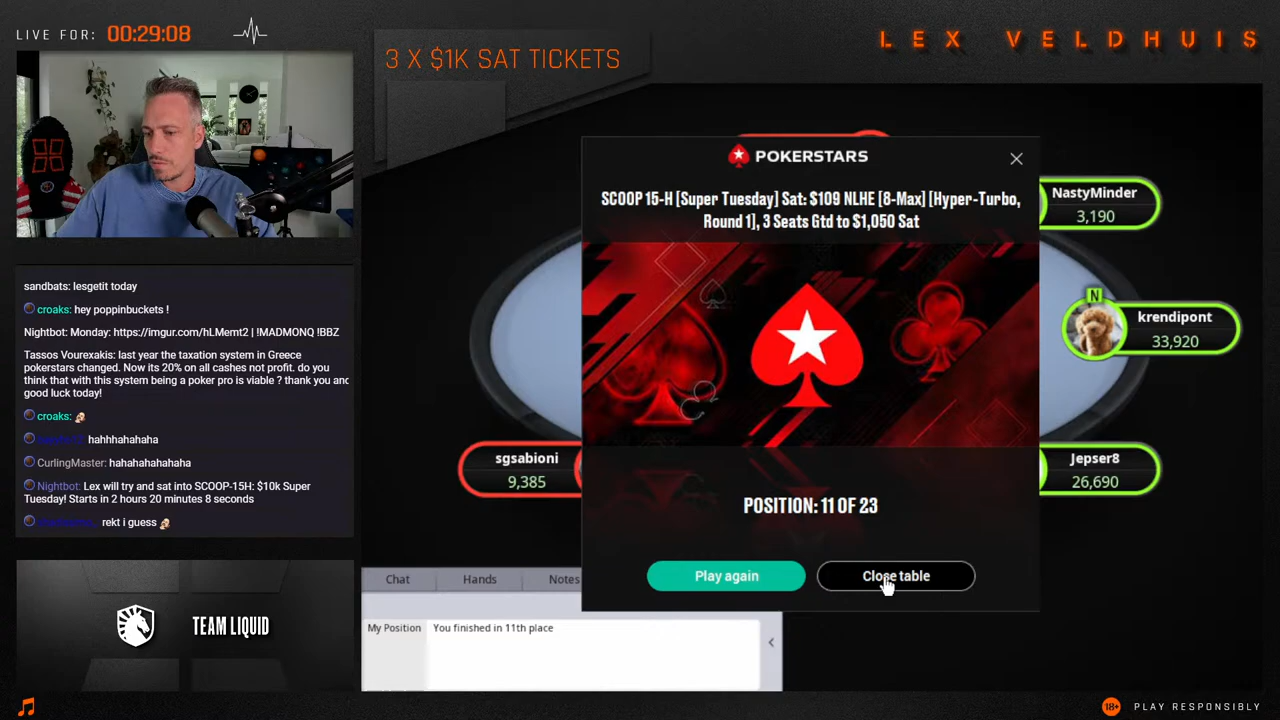 LIVE FOR: 00:29:08
3 X $1K SAT TICKETS
LEX VELDHUIS
POKERSTARS
SCOOP 15-H [Super Tuesday] Sat: $109 NLHE [8-Max] [Hyper-Turbo,
Round 1], 3 Seats Gtd to $1,050 Sat
NastyMinder
3,190
N
krendipont
33,920
sgsabioni
9,385
Jepser8
26,690
POSITION: 11 OF 23
Play again
Close table
sandbats: lesgetit today
croaks: hey poppinbuckets !
Nightbot: Monday: https://imgur.com/hLMemt2 | !MADMONQ !BBZ
Tassos Vourexakis: last year the taxation system in Greece
pokerstars changed. Now its 20% on all cashes not profit. do you
think that with this system being a poker pro is viable ? thank you and
good luck today!
croaks:
hahhhahahaha
CurlingMaster: hahahahahahaha
Nightbot: Lex will try and sat into SCOOP-15H: $10k Super
Tuesday! Starts in 2 hours 20 minutes 8 seconds
rekt i guess
Chat
Hands
Notes
My Position
You finished in 11th place
TEAM LIQUID
18+ PLAY RESPONSIBLY